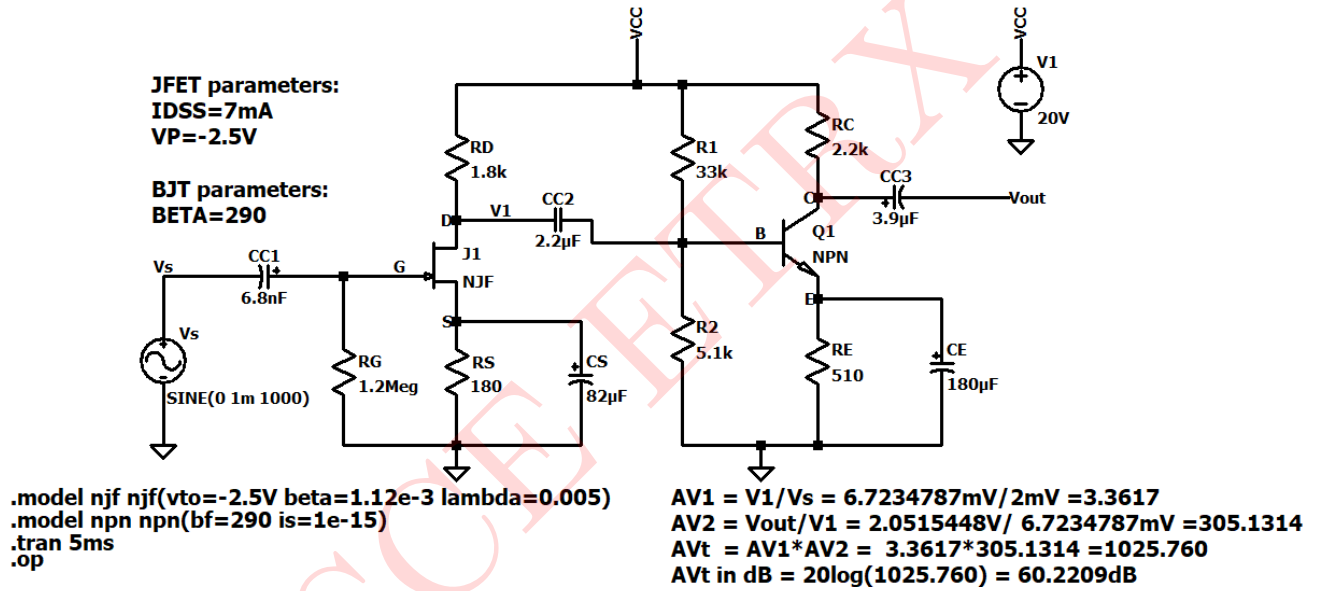 VCC
VCC
V1
20V
JFET parameters:
IDSS=7mA
VP=-2.5V
BJT parameters:
BETA=290
RD
1.8k
R1
33k
RC
2.2k
CC3
3.9µF
Vout
C
D
V1
CC2
2.2µF
B
Q1
NPN
J1
NJF
Vs
CC1
6.8nF
G
E
S
Vs
SINE(0 1m 1000)
RG
1.2Meg
RS
180
CS
82µF
R2
5.1k
RE
510
CE
180µF
.model njf njf(vto=-2.5V beta=1.12e-3 lambda=0.005)
.model npn npn(bf=290 is=1e-15)
.tran 5ms
.op
AV1 = V1/Vs = 6.7234787mV/2mV =3.3617
AV2 = Vout/V1 = 2.0515448V/ 6.7234787mV =305.1314
AVt = AV1*AV2 = 3.3617*305.1314 =1025.760
AVt in dB = 20log(1025.760) = 60.2209dB
CCE ETRX